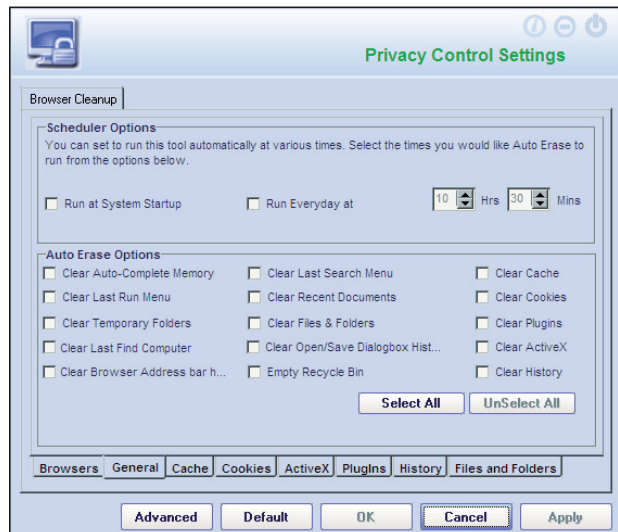 Privacy Control Settings
Browser Cleanup
Scheduler Options
You can set to run this tool automatically at various times. Select the times you would like Auto Erase to
run from the options below.
Run at System Startup Run Everyday at 10 Hrs 30 Mins
Auto Erase Options
Clear Auto-Complete Memory Clear Last Search Menu Clear Cache
Clear Last Run Menu Clear Recent Documents Clear Cookies
Clear Temporary Folders Clear Files & Folders Clear Plugins
Clear Last Find Computer Clear Open/Save Dialogbox Hist... Clear ActiveX
Clear Browser Address bar h... Empty Recycle Bin Clear History
Select All UnSelect All
Browsers General Cache Cookies ActiveX PlugIns History Files and Folders
Advanced Default OK Cancel Apply